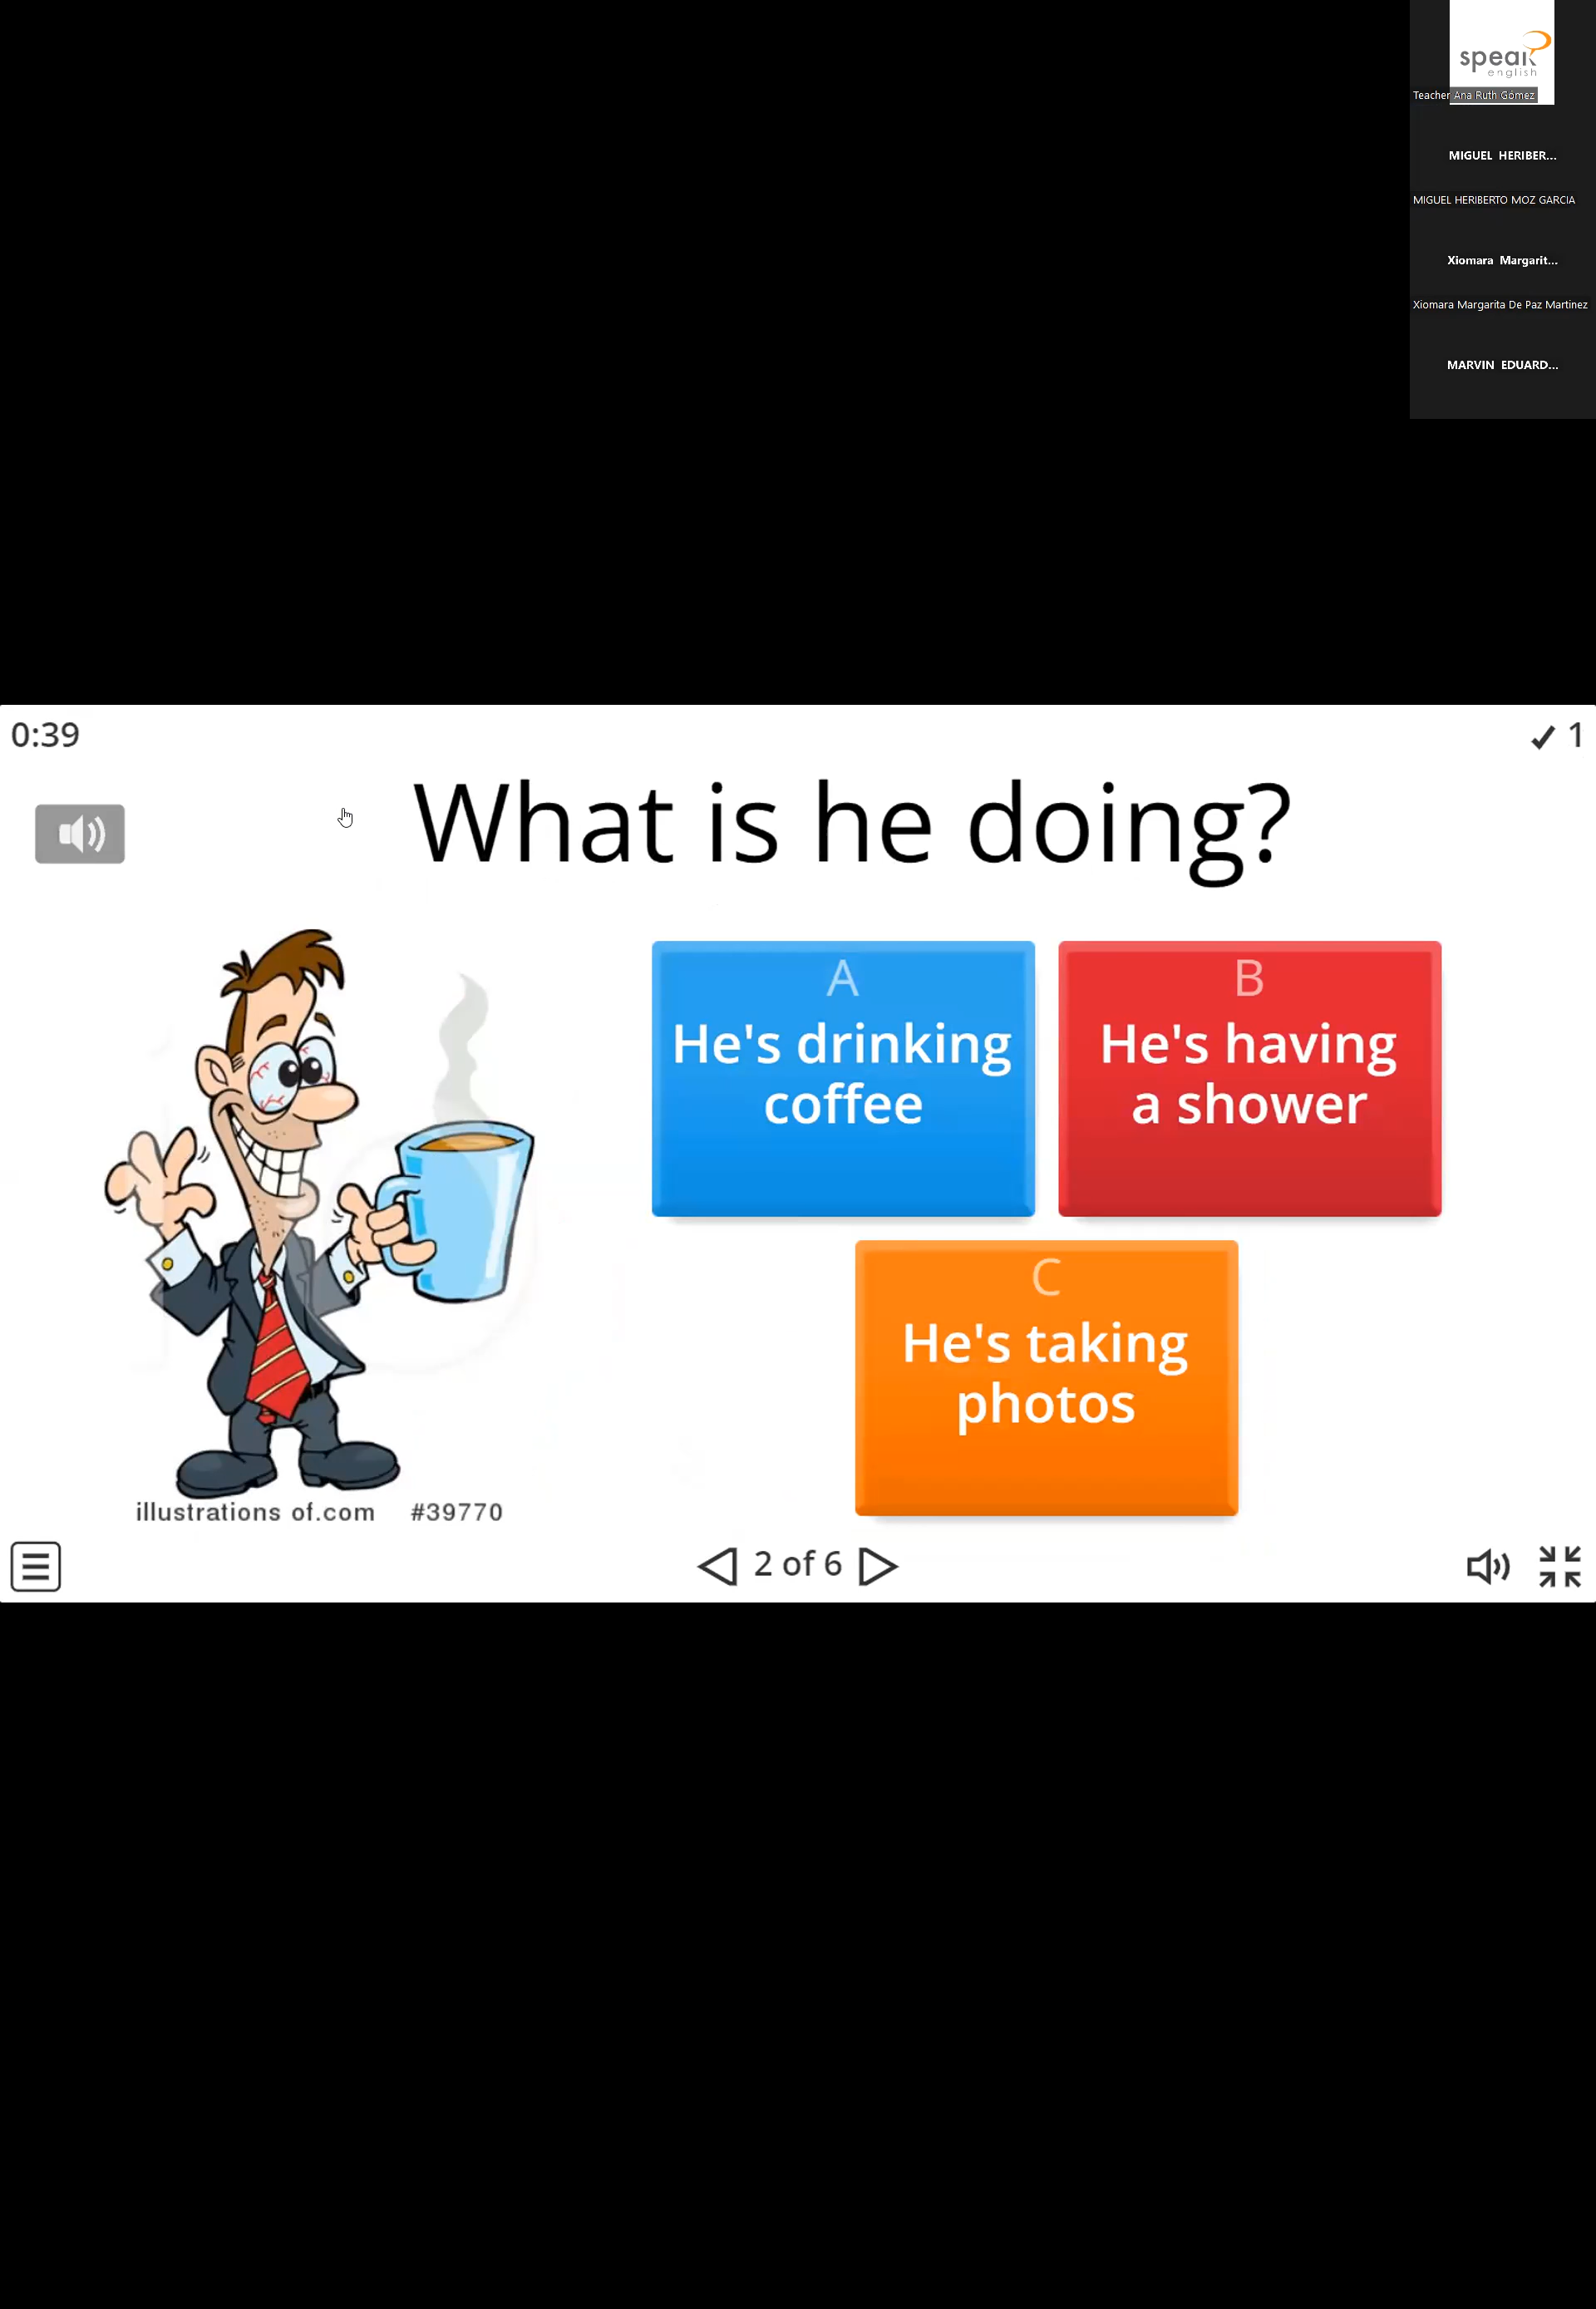 speak
english
Teacher Ana Ruth Gómez
MIGUEL HERIBER...
MIGUEL HERIBERTO MOZ GARCIA
Xiomara Margarit...
Xiomara Margarita De Paz Martinez
MARVIN EDUARD...
0:39
1
What is he doing?
A
He's drinking
coffee
B
He's having
a shower
C
He's taking
photos
illustrations of.com #39770
2 of 6